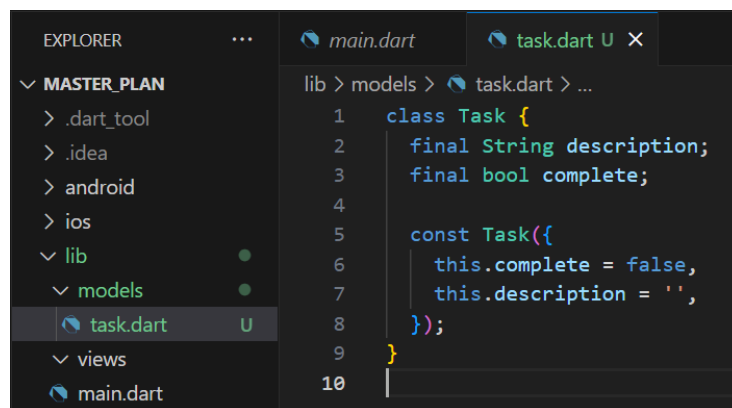 EXPLORER ...
MASTER_PLAN
.dart_tool
.idea
android
ios
lib
models
task.dart U
views
main.dart
main.dart task.dart U
lib > models > task.dart > ...
1 class Task {
2 final String description;
3 final bool complete;
4
5 const Task({
6 this.complete = false,
7 this.description = '',
8 });
9 }
10